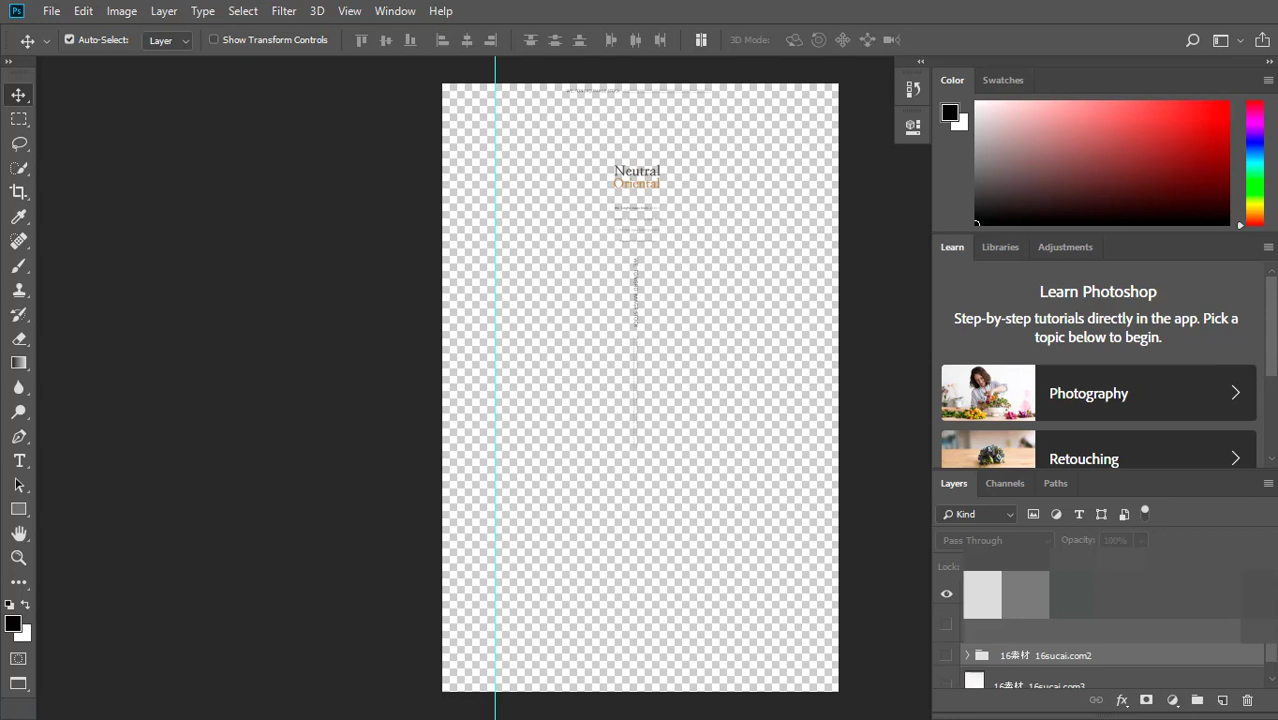 Ps File Edit Image Layer Type Select Filter 3D View Window Help
Auto-Select: Layer Show Transform Controls 3D Mode:
Color Swatches
Neutral
Oriental
Learn Libraries Adjustments
Learn Photoshop
Step-by-step tutorials directly in the app. Pick a
topic below to begin.
Photography
Retouching
Layers Channels Paths
Kind
Pass Through Opacity: 100%
Lock:
16素材 16sucai.com2
16素材 16sucai.com3